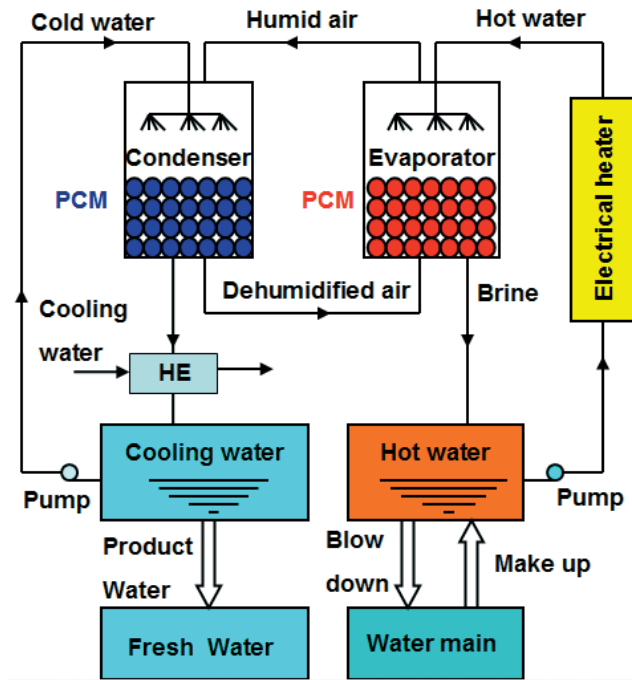 Cold water
Humid air
Hot water
Condenser
Evaporator
PCM
PCM
Electrical heater
Dehumidified air
Brine
Cooling
water
HE
Cooling water
Hot water
Pump
Pump
Product
Water
Blow
down
Make up
Fresh Water
Water main